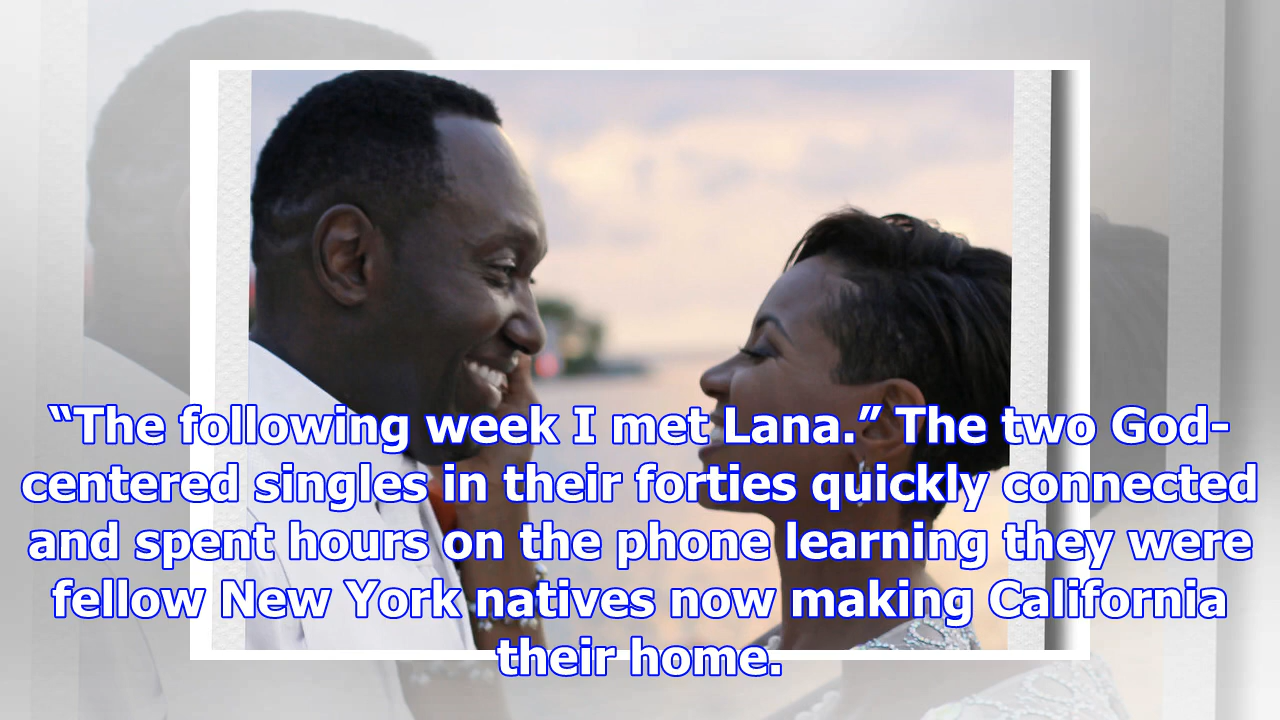 “The following week I met Lana.” The two God-
centered singles in their forties quickly connected
and spent hours on the phone learning they were
fellow New York natives now making California
their home.